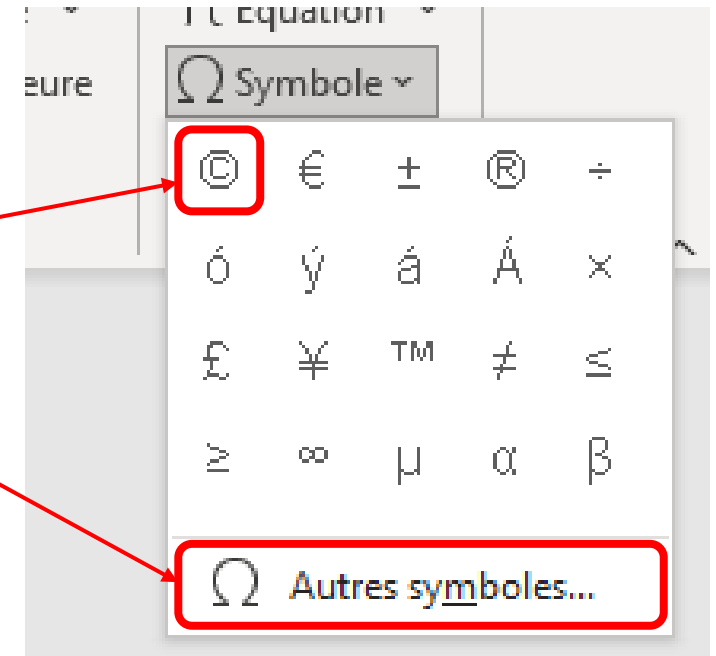 Équation
eure
Ω Symbole
© € ± ® ÷
ó ý á Á ×
£ ¥ ™ ≠ ≤
≥ ∞ µ α β
Ω Autres symboles...